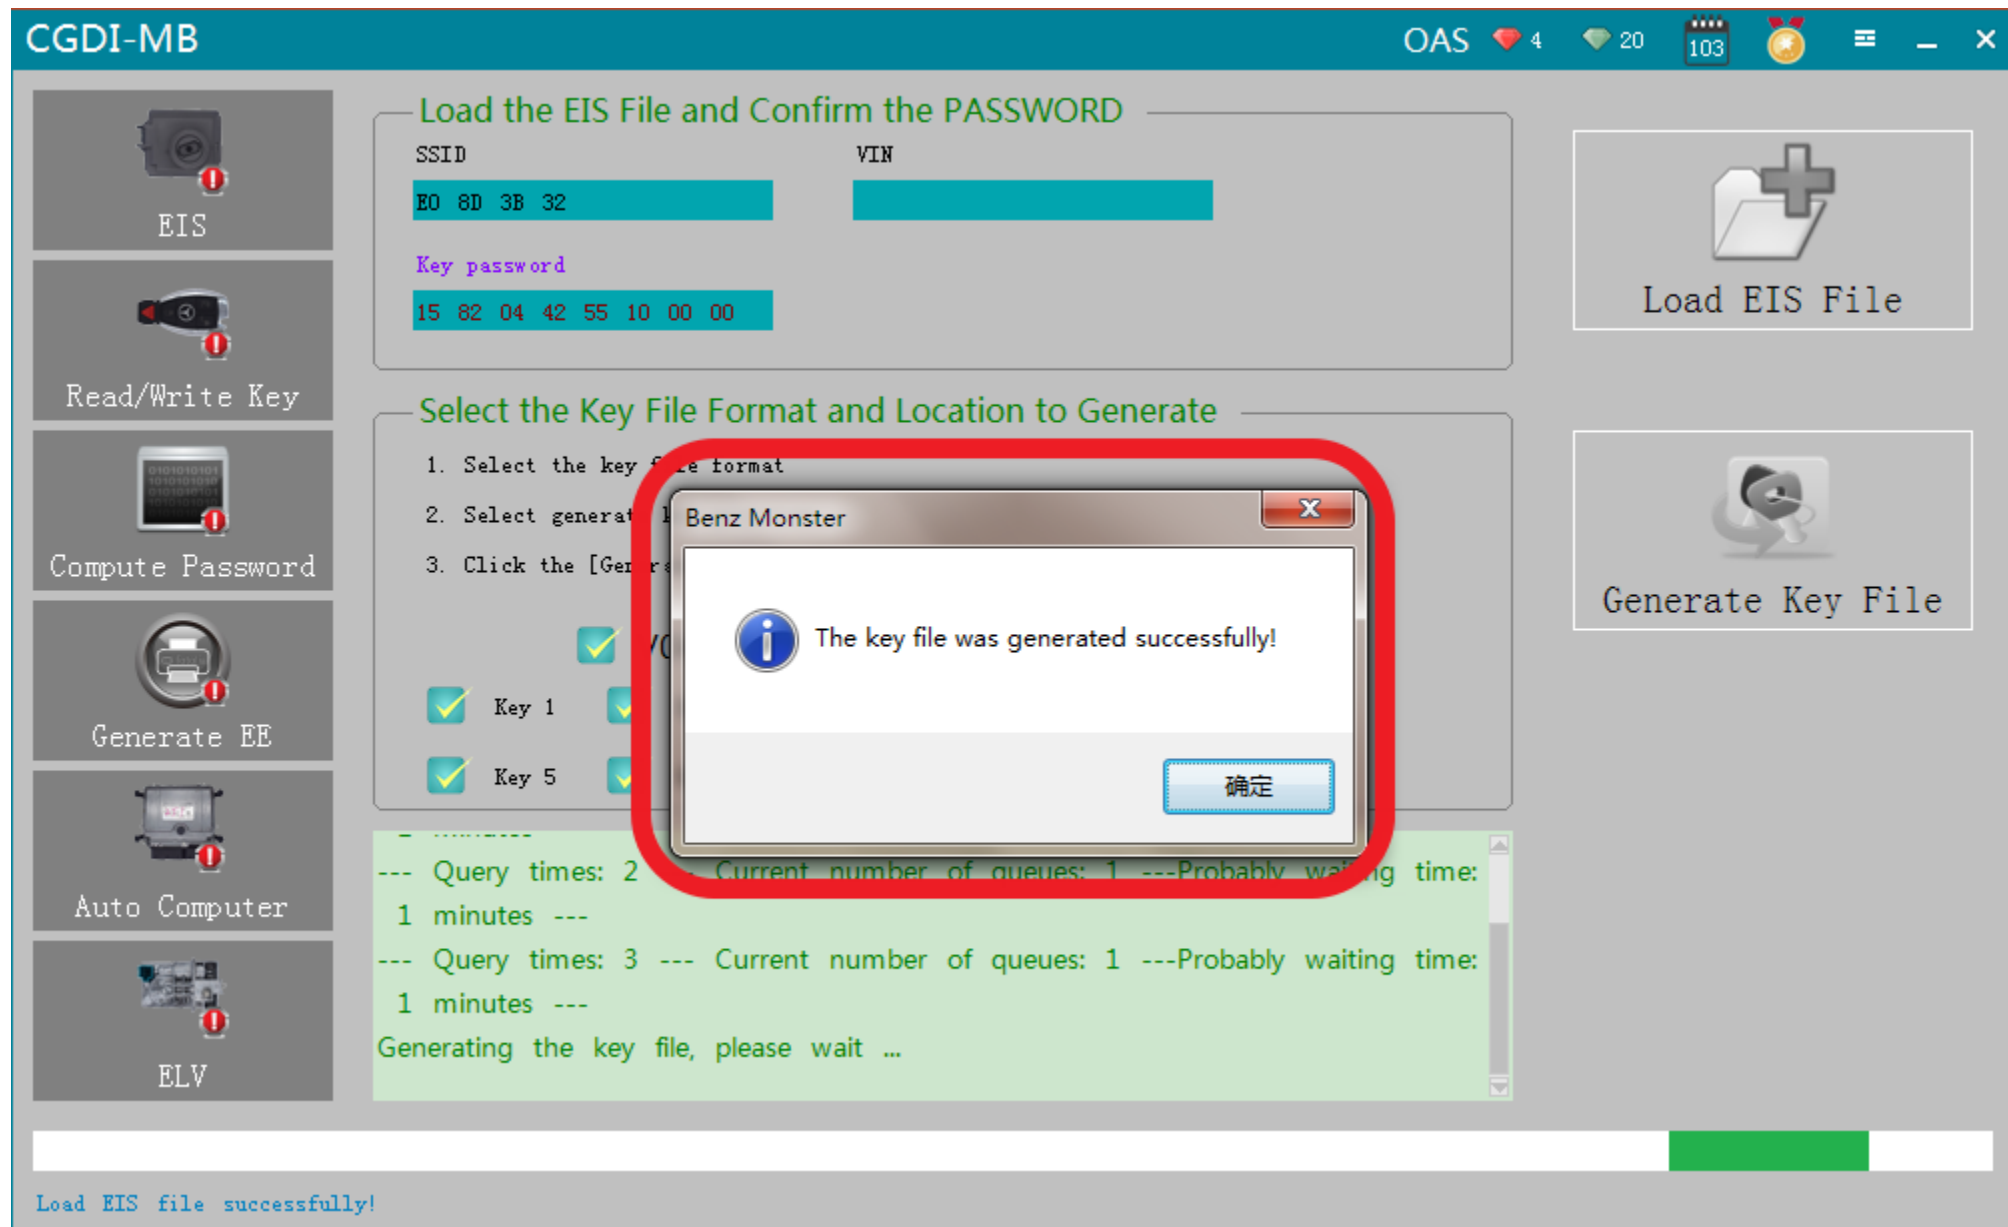 CGDI-MB
OAS 4 20 103
EIS
Read/Write Key
Compute Password
Generate EE
Auto Computer
ELV
Load the EIS File and Confirm the PASSWORD
SSID VIN
E0 8D 3B 32
Key password
15 82 04 42 55 10 00 00
Load EIS File
Generate Key File
Select the Key File Format and Location to Generate
1. Select the key file format
2. Select generat
3. Click the [Genera
Key 1
Key 5
Benz Monster
The key file was generated successfully!
确定
--- Query times: 2 --- Current number of queues: 1 ---Probably waiting time:
1 minutes ---
--- Query times: 3 --- Current number of queues: 1 ---Probably waiting time:
1 minutes ---
Generating the key file, please wait ...
Load EIS file successfully!